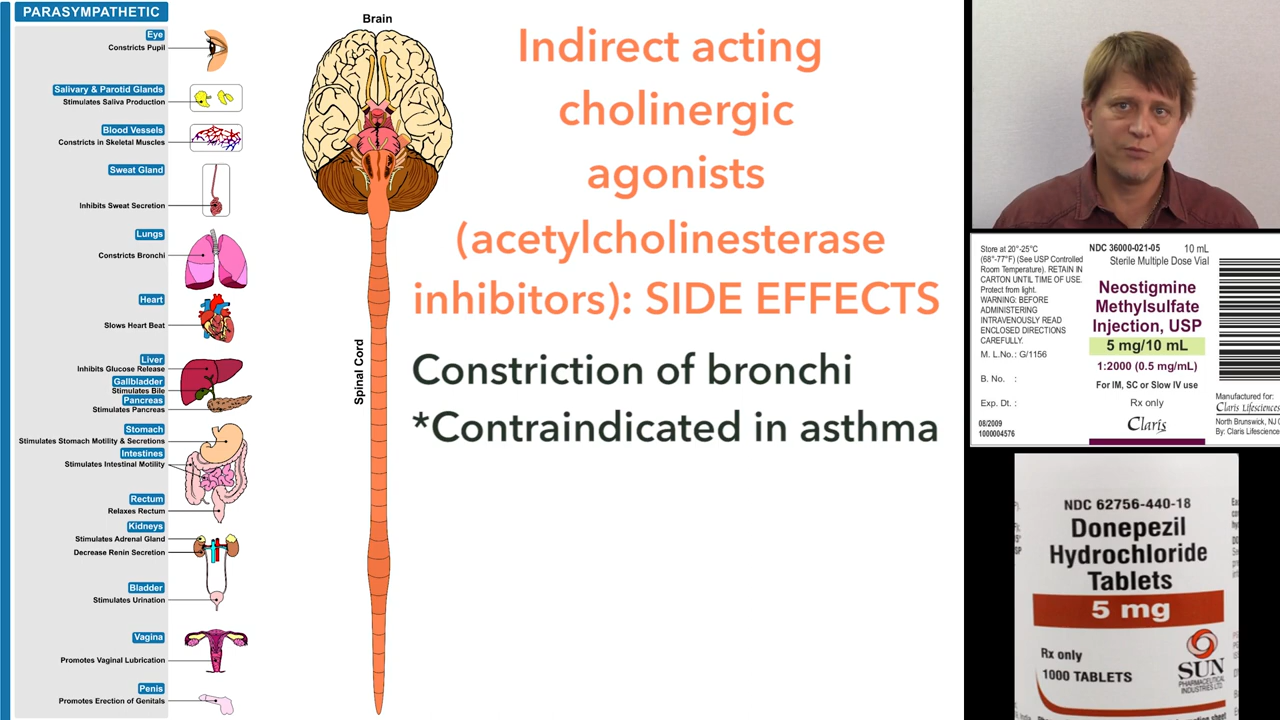 PARASYMPATHETIC
Eye
Constricts Pupil
Salivary & Parotid Glands
Stimulates Saliva Production
Blood Vessels
Constricts in Skeletal Muscles
Sweat Gland
Inhibits Sweat Secretion
Lungs
Constricts Bronchi
Heart
Slows Heart Beat
Liver
Inhibits Glucose Release
Gallbladder
Stimulates Bile
Pancreas
Stimulates Pancreas
Stomach
Stimulates Stomach Motility & Secretions
Intestines
Stimulates Intestinal Motility
Rectum
Relaxes Rectum
Kidneys
Stimulates Adrenal Gland
Decrease Renin Secretion
Bladder
Stimulates Urination
Vagina
Promotes Vaginal Lubrication
Penis
Promotes Erection of Genitals
Brain
Spinal Cord
Indirect acting
cholinergic
agonists
(acetylcholinesterase
inhibitors): SIDE EFFECTS
Constriction of bronchi
*Contraindicated in asthma
Store at 20°-25°C
(68°-77°F) (See USP Controlled
Room Temperature). RETAIN IN
CARTON UNTIL TIME OF USE.
Protect from light.
WARNING: BEFORE
ADMINISTERING
INTRAVENOUSLY READ
ENCLOSED DIRECTIONS
CAREFULLY.
M. L.No.: G/1156
B. No. :
Exp. Dt. :
08/2009
1000004576
NDC 36000-021-05 10 mL
Sterile Multiple Dose Vial
Neostigmine
Methylsulfate
Injection, USP
5 mg/10 mL
1:2000 (0.5 mg/mL)
For IM, SC or Slow IV use
Rx only
Claris
Manufactured for:
Claris Lifesciences
North Brunswick, NJ
By: Claris Lifescience
NDC 62756-440-18
Donepezil
Hydrochloride
Tablets
5 mg
Rx only
1000 TABLETS
SUN
PHARMACEUTICAL
INDUSTRIES LTD.